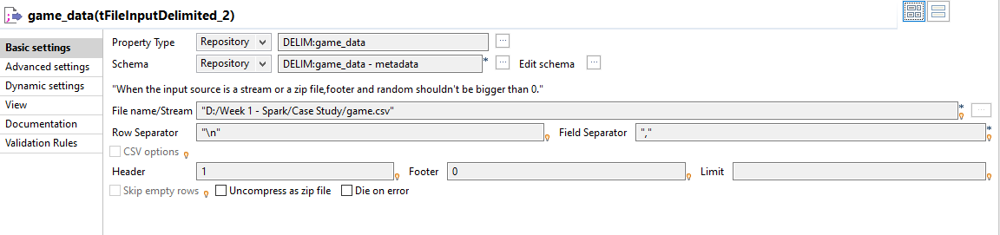 game_data(tFileInputDelimited_2)
Basic settings
Advanced settings
Dynamic settings
View
Documentation
Validation Rules
Property Type Repository DELIM:game_data ...
Schema Repository DELIM:game_data - metadata * ... Edit schema ...
"When the input source is a stream or a zip file,footer and random shouldn't be bigger than 0."
File name/Stream "D:/Week 1 - Spark/Case Study/game.csv" * ...
Row Separator "\n" Field Separator "," *
CSV options
Header 1 Footer 0 Limit
Skip empty rows Uncompress as zip file Die on error